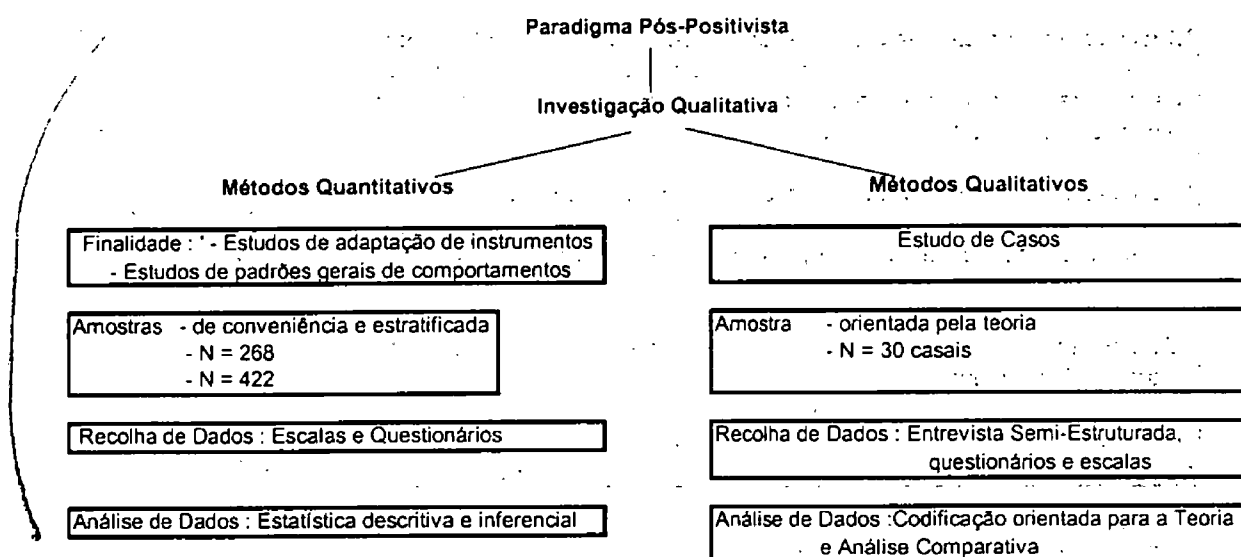 Paradigma Pós-Positivista
Investigação Qualitativa
Métodos Quantitativos
Métodos Qualitativos
Finalidade : - Estudos de adaptação de instrumentos
- Estudos de padrões gerais de comportamentos
Estudo de Casos
Amostras - de conveniência e estratificada
- N = 268
- N = 422
Amostra - orientada pela teoria
- N = 30 casais
Recolha de Dados : Escalas e Questionários
Recolha de Dados : Entrevista Semi-Estruturada,
questionários e escalas
Análise de Dados : Estatística descritiva e inferencial
Análise de Dados :Codificação orientada para a Teoria
e Análise Comparativa